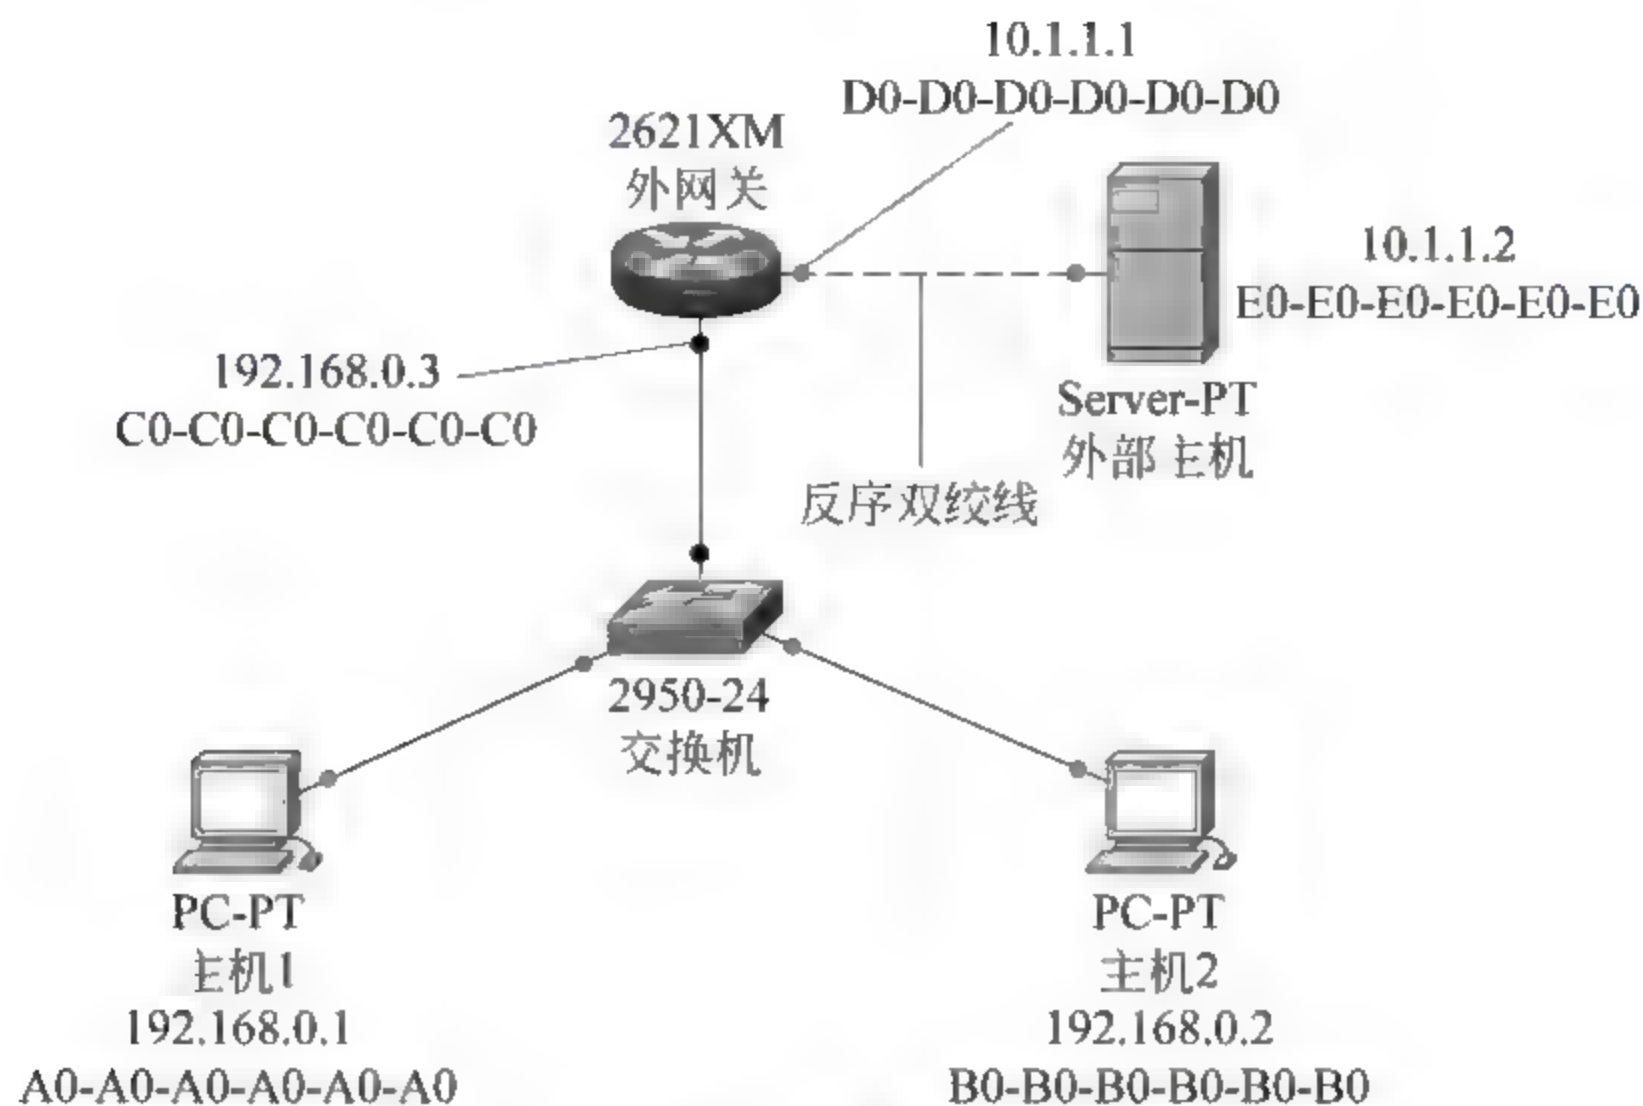 10.1.1.1
D0-D0-D0-D0-D0-D0
2621XM
外网关
10.1.1.2
E0-E0-E0-E0-E0-E0
192.168.0.3
C0-C0-C0-C0-C0-C0
Server-PT
外部主机
反序双绞线
2950-24
交换机
PC-PT
主机1
192.168.0.1
A0-A0-A0-A0-A0-A0
PC-PT
主机2
192.168.0.2
B0-B0-B0-B0-B0-B0